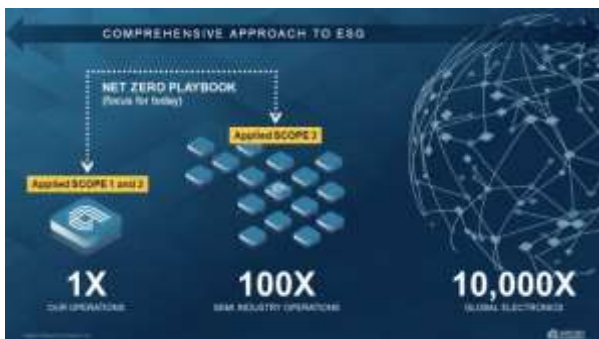 COMPREHENSIVE APPROACH TO ESG
NET ZERO PLAYBOOK
(focus for today)
Applied SCOPE 3
Applied SCOPE 1 and 2
1X
OUR OPERATIONS
100X
SEMI INDUSTRY OPERATIONS
10,000X
GLOBAL ELECTRONICS